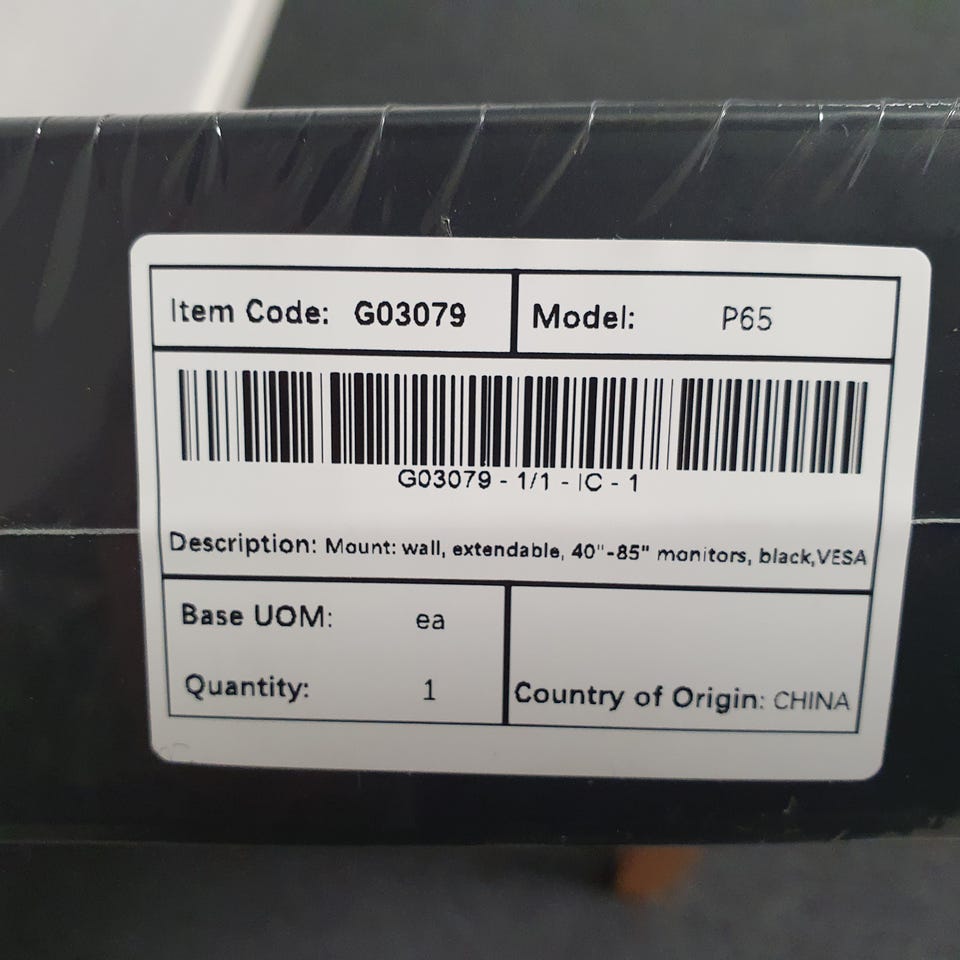 Item Code: G03079
Model: P65
G03079 - 1/1 - IC - 1
Description: Mount: wall, extendable, 40"-85" monitors, black,VESA
Base UOM: ea
Quantity: 1
Country of Origin: CHINA